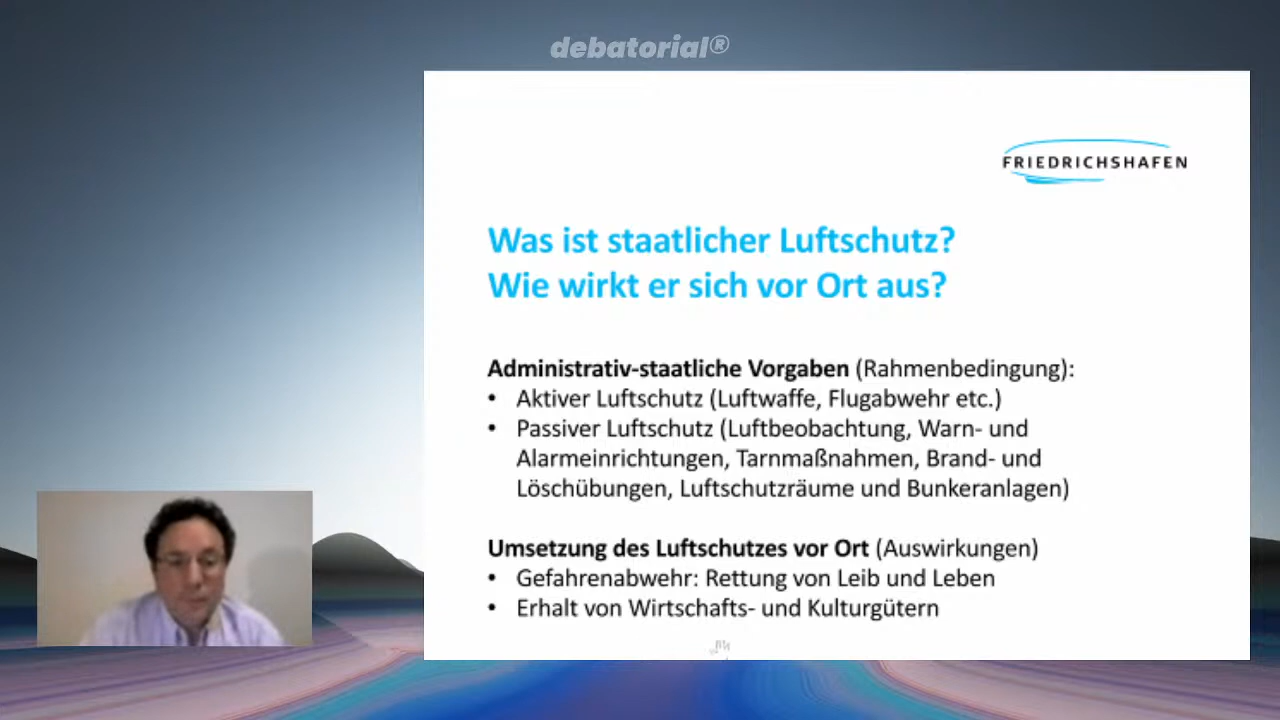 debatorial®
FRIEDRICHSHAFEN
Was ist staatlicher Luftschutz?
Wie wirkt er sich vor Ort aus?
Administrativ-staatliche Vorgaben (Rahmenbedingung):
• Aktiver Luftschutz (Luftwaffe, Flugabwehr etc.)
• Passiver Luftschutz (Luftbeobachtung, Warn- und
Alarmeinrichtungen, Tarnmaßnahmen, Brand- und
Löschübungen, Luftschutzräume und Bunkeranlagen)
Umsetzung des Luftschutzes vor Ort (Auswirkungen)
• Gefahrenabwehr: Rettung von Leib und Leben
• Erhalt von Wirtschafts- und Kulturgütern